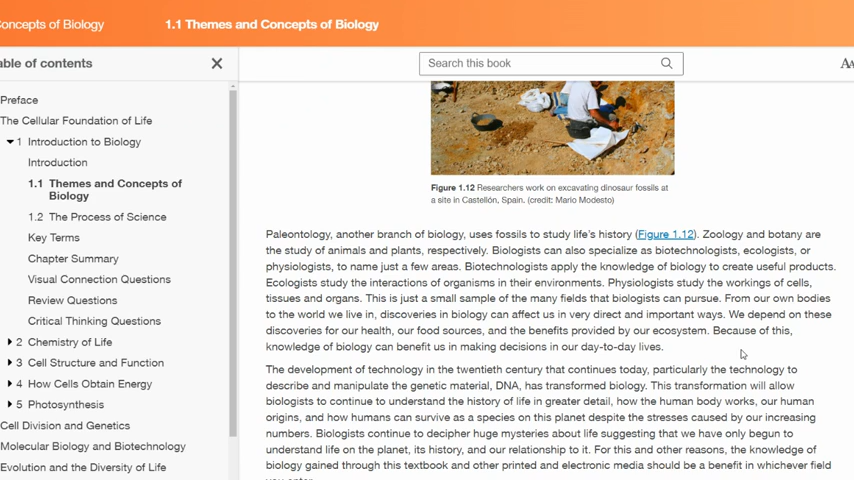 oncepts of Biology
1.1 Themes and Concepts of Biology
able of contents
Search this book
Preface
The Cellular Foundation of Life
1 Introduction to Biology
Introduction
1.1 Themes and Concepts of
Biology
1.2 The Process of Science
Key Terms
Chapter Summary
Visual Connection Questions
Review Questions
Critical Thinking Questions
2 Chemistry of Life
3 Cell Structure and Function
4 How Cells Obtain Energy
5 Photosynthesis
Cell Division and Genetics
Molecular Biology and Biotechnology
Evolution and the Diversity of Life
Figure 1.12 Researchers work on excavating dinosaur fossils at
a site in Castellón, Spain. (credit: Mario Modesto)
Paleontology, another branch of biology, uses fossils to study life’s history (Figure 1.12). Zoology and botany are
the study of animals and plants, respectively. Biologists can also specialize as biotechnologists, ecologists, or
physiologists, to name just a few areas. Biotechnologists apply the knowledge of biology to create useful products.
Ecologists study the interactions of organisms in their environments. Physiologists study the workings of cells,
tissues and organs. This is just a small sample of the many fields that biologists can pursue. From our own bodies
to the world we live in, discoveries in biology can affect us in very direct and important ways. We depend on these
discoveries for our health, our food sources, and the benefits provided by our ecosystem. Because of this,
knowledge of biology can benefit us in making decisions in our day-to-day lives.
The development of technology in the twentieth century that continues today, particularly the technology to
describe and manipulate the genetic material, DNA, has transformed biology. This transformation will allow
biologists to continue to understand the history of life in greater detail, how the human body works, our human
origins, and how humans can survive as a species on this planet despite the stresses caused by our increasing
numbers. Biologists continue to decipher huge mysteries about life suggesting that we have only begun to
understand life on the planet, its history, and our relationship to it. For this and other reasons, the knowledge of
biology gained through this textbook and other printed and electronic media should be a benefit in whichever field